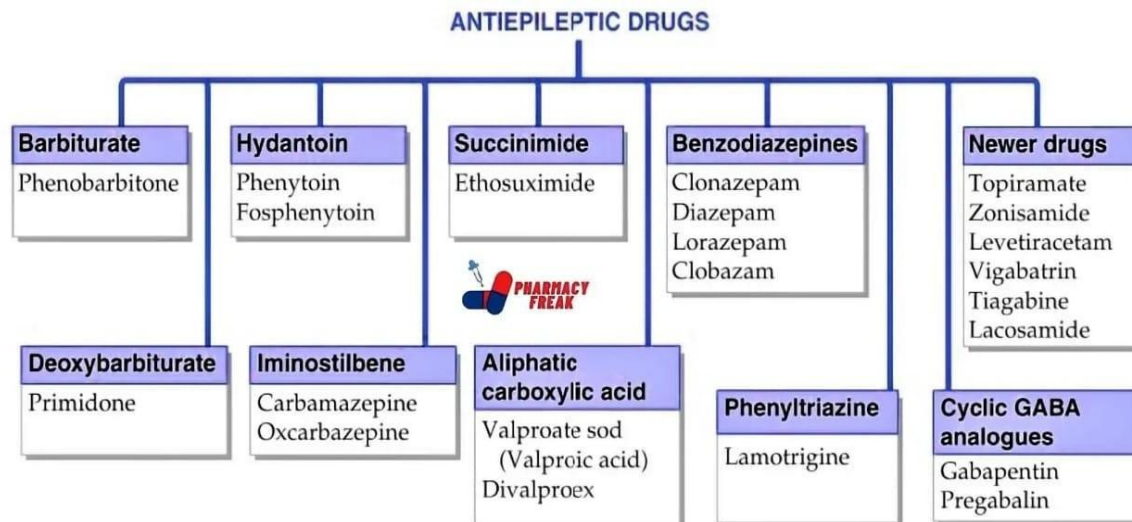 ANTIEPILEPTIC DRUGS
Barbiturate
Phenobarbitone
Hydantoin
Phenytoin
Fosphenytoin
Succinimide
Ethosuximide
Benzodiazepines
Clonazepam
Diazepam
Lorazepam
Clobazam
Newer drugs
Topiramate
Zonisamide
Levetiracetam
Vigabatrin
Tiagabine
Lacosamide
PHARMACY
FREAK
Deoxybarbiturate
Primidone
Iminostilbene
Carbamazepine
Oxcarbazepine
Aliphatic
carboxylic acid
Valproate sod
(Valproic acid)
Divalproex
Phenyltriazine
Lamotrigine
Cyclic GABA
analogues
Gabapentin
Pregabalin